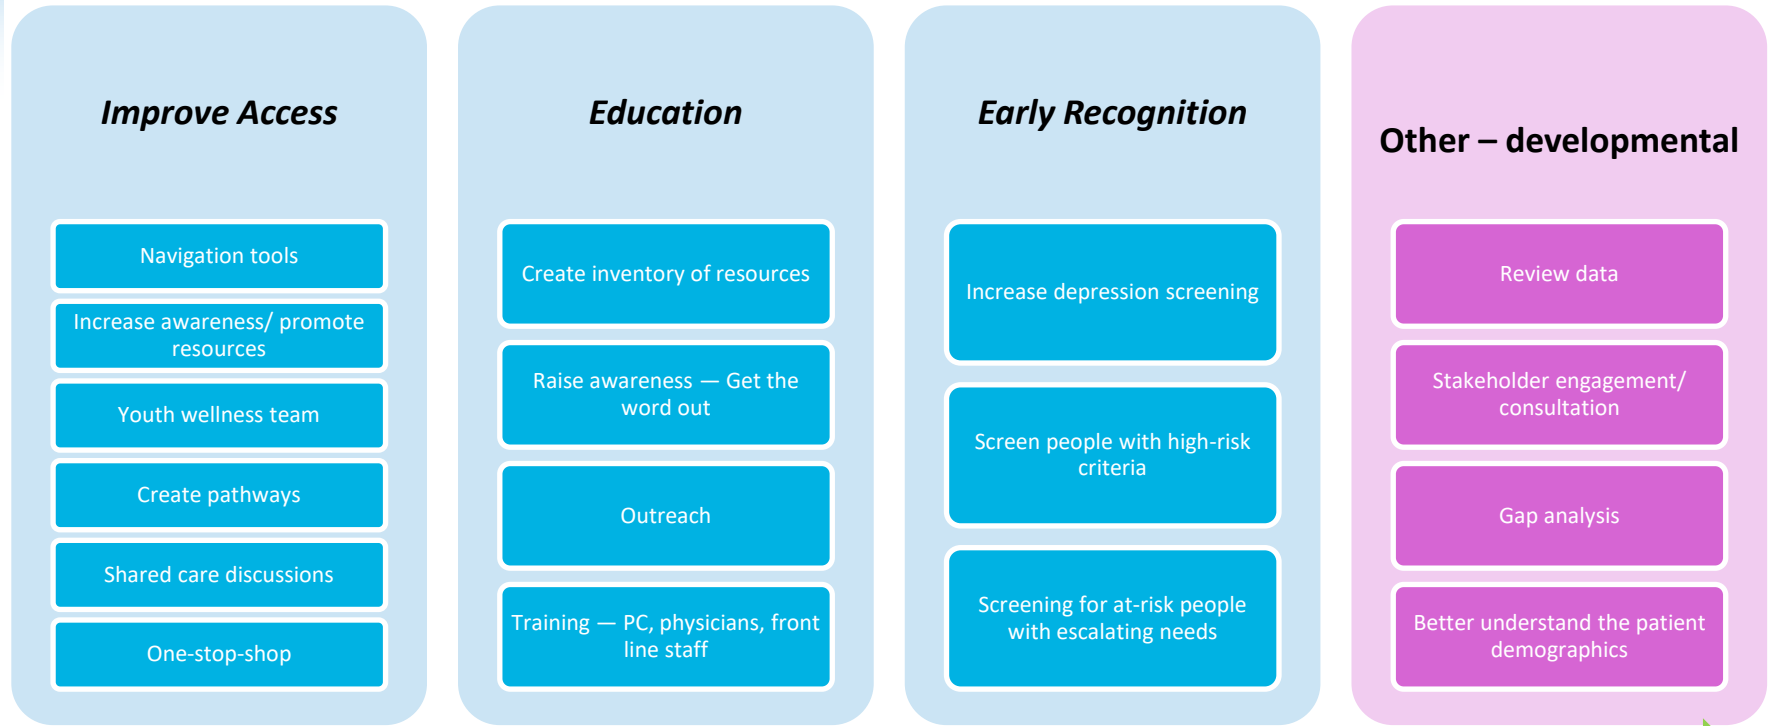 Improve Access
Navigation tools
Increase awareness/ promote
resources
Youth wellness team
Create pathways
Shared care discussions
One-stop-shop
Education
Create inventory of resources
Raise awareness — Get the
word out
Outreach
Training — PC, physicians, front
line staff
Early Recognition
Increase depression screening
Screen people with high-risk
criteria
Screening for at-risk people
with escalating needs
Other – developmental
Review data
Stakeholder engagement/
consultation
Gap analysis
Better understand the patient
demographics